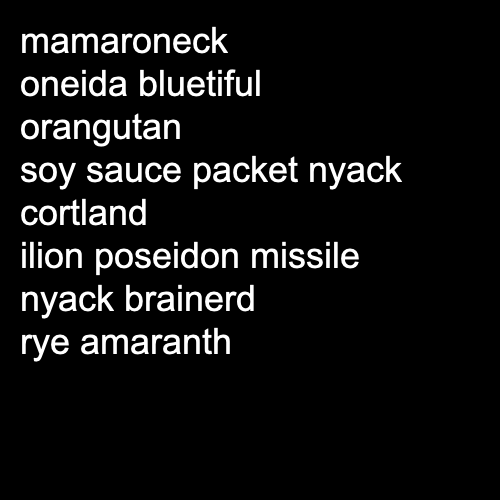 mamaroneck
oneida bluetiful
orangutan
soy sauce packet nyack
cortland
ilion poseidon missile
nyack brainerd
rye amaranth